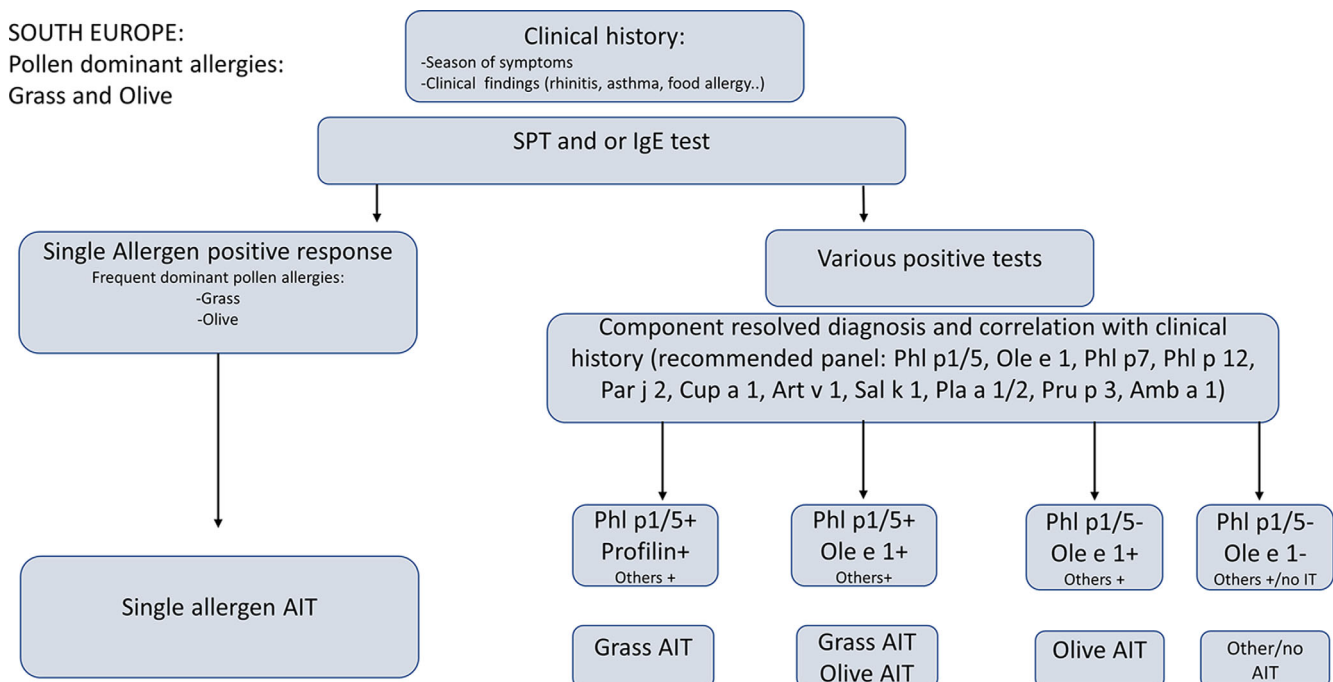 SOUTH EUROPE:
Pollen dominant allergies:
Grass and Olive
Clinical history:
-Season of symptoms
-Clinical findings (rhinitis, asthma, food allergy..)
SPT and or IgE test
Single Allergen positive response
Frequent dominant pollen allergies:
-Grass
-Olive
Various positive tests
Component resolved diagnosis and correlation with clinical
history (recommended panel: Phl p1/5, Ole e 1, Phl p7, Phl p 12,
Par j 2, Cup a 1, Art v 1, Sal k 1, Pla a 1/2, Pru p 3, Amb a 1)
Phl p1/5+
Profilin+
Others +
Phl p1/5+
Ole e 1+
Others+
Phl p1/5-
Ole e 1+
Others +
Phl p1/5-
Ole e 1-
Others +/no IT
Single allergen AIT
Grass AIT
Grass AIT
Olive AIT
Olive AIT
Other/no
AIT